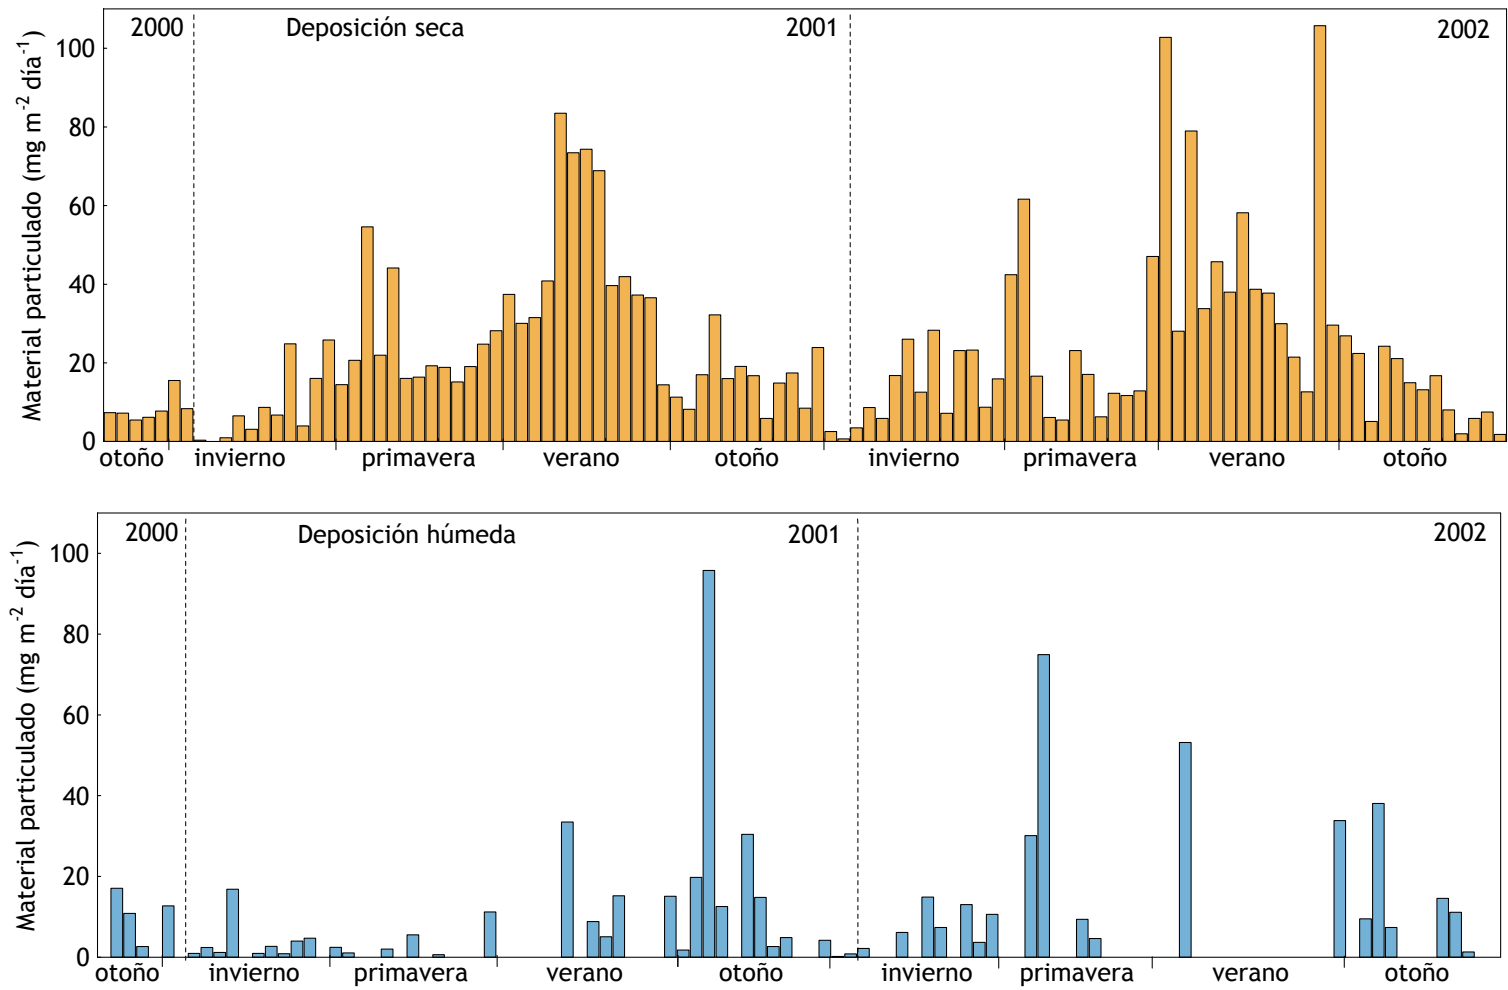 2000 Deposición seca 2001 2002
Material particulado (mg m-2 día-1)
100
80
60
40
20
0
otoño invierno primavera verano otoño invierno primavera verano otoño
2000 Deposición húmeda 2001 2002
Material particulado (mg m-2 día-1)
100
80
60
40
20
0
otoño invierno primavera verano otoño invierno primavera verano otoño